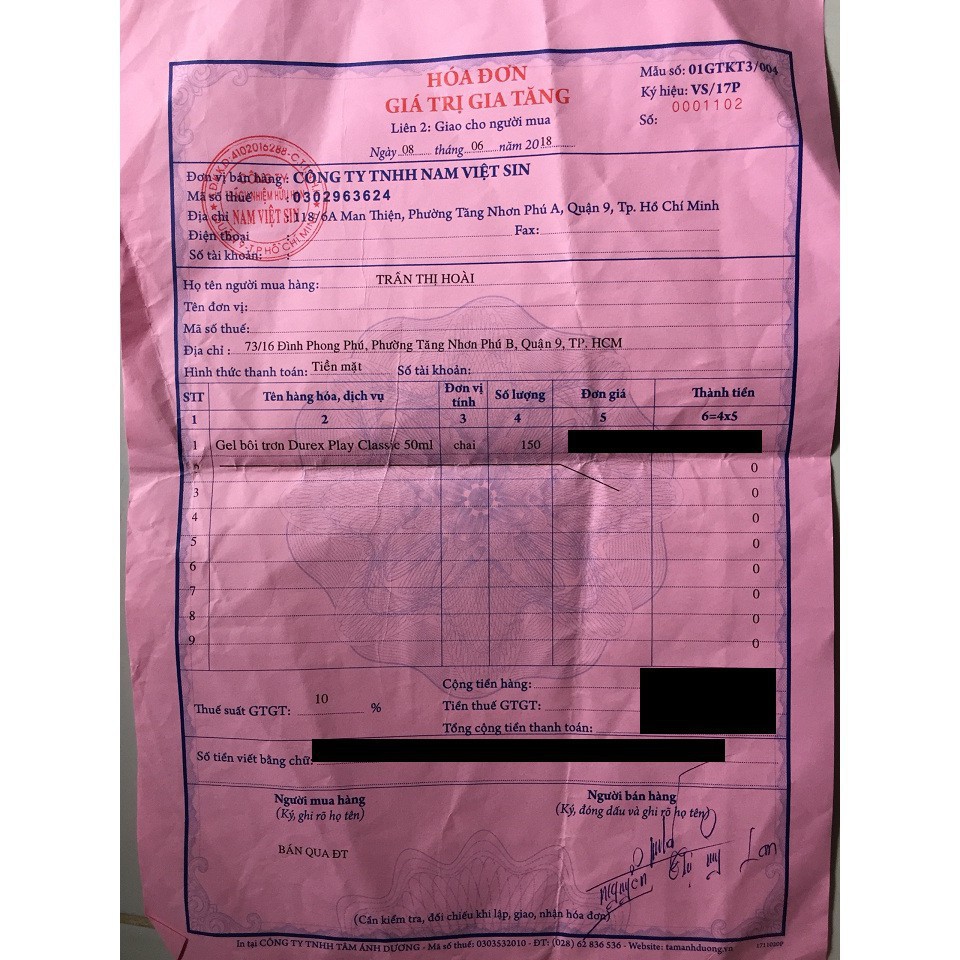 HÓA ĐƠN
GIÁ TRỊ GIA TĂNG
Liên 2: Giao cho người mua
Ngày 08 tháng 06 năm 2018
Mẫu số: 01GTKT3/004
Ký hiệu: VS/17P
Số: 0001102
Đơn vị bán hàng: CÔNG TY TNHH NAM VIỆT SIN
Mã số thuế : 0302963624
Địa chỉ : 118/6A Man Thiện, Phường Tăng Nhơn Phú A, Quận 9, Tp. Hồ Chí Minh
Điện thoại : Fax:
Số tài khoản:
NAM VIỆT SIN
Họ tên người mua hàng: TRẦN THỊ HOÀI
Tên đơn vị:
Mã số thuế:
Địa chỉ : 73/16 Đình Phong Phú, Phường Tăng Nhơn Phú B, Quận 9, TP. HCM
Hình thức thanh toán: Tiền mặt Số tài khoản:
STT Tên hàng hóa, dịch vụ Đơn vị tính Số lượng Đơn giá Thành tiền
1 2 3 4 5 6=4x5
1 Gel bôi trơn Durex Play Classic 50ml chai 150
2 0
3 0
4 0
5 0
6 0
7 0
8 0
9 0
Cộng tiền hàng:
Thuế suất GTGT: 10 % Tiền thuế GTGT:
Tổng cộng tiền thanh toán:
Số tiền viết bằng chữ:
Người mua hàng Người bán hàng
(Ký, ghi rõ họ tên) (Ký, đóng dấu và ghi rõ họ tên)
BÁN QUA ĐT
Nguyễn Thị Mỹ Lan
(Cần kiểm tra, đối chiếu khi lập, giao, nhận hóa đơn)
In tại CÔNG TY TNHH TÂM ÁNH DƯƠNG - Mã số thuế: 0303532010 - ĐT: (028) 62 836 536 - Website: tamanhduong.vn